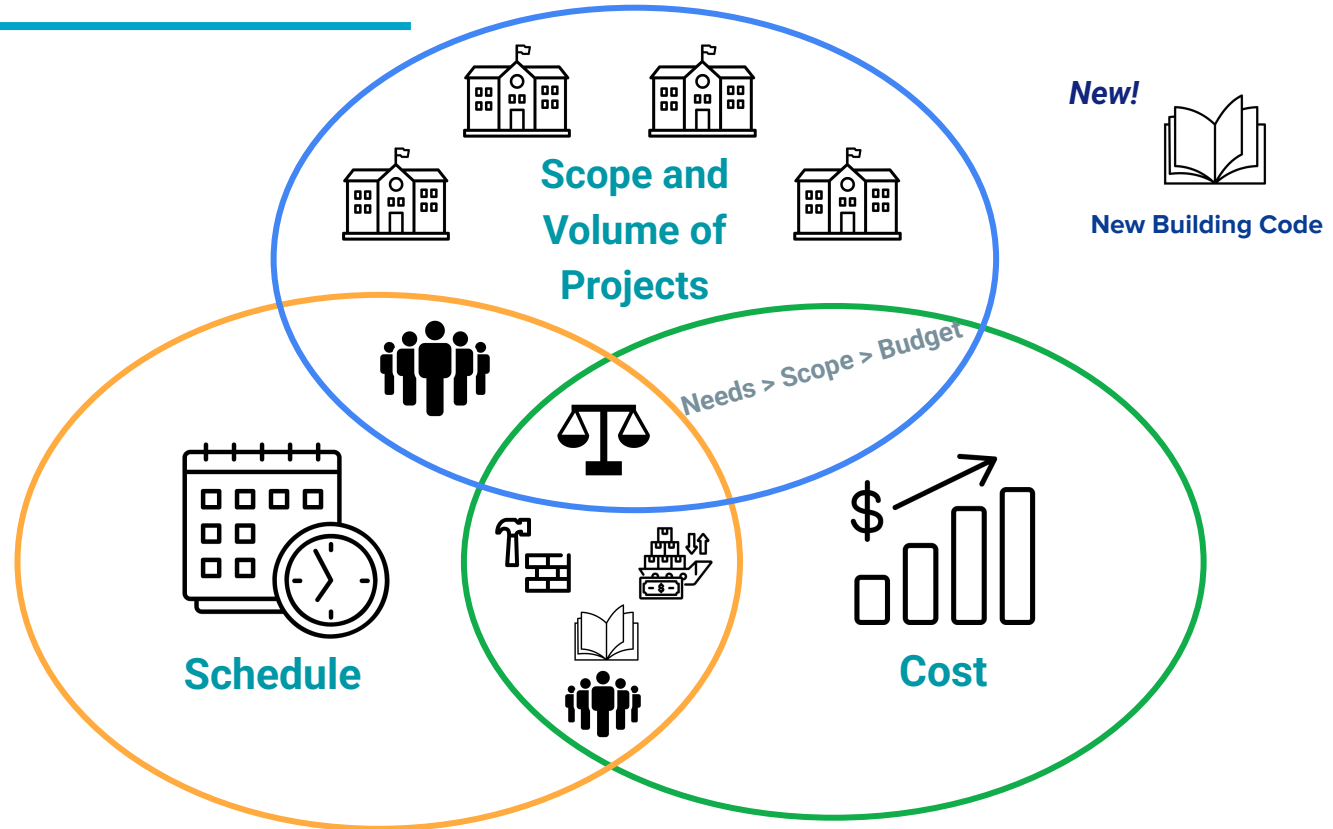 New!
New Building Code
Scope and
Volume of
Projects
Needs > Scope > Budget
$
Schedule
Cost